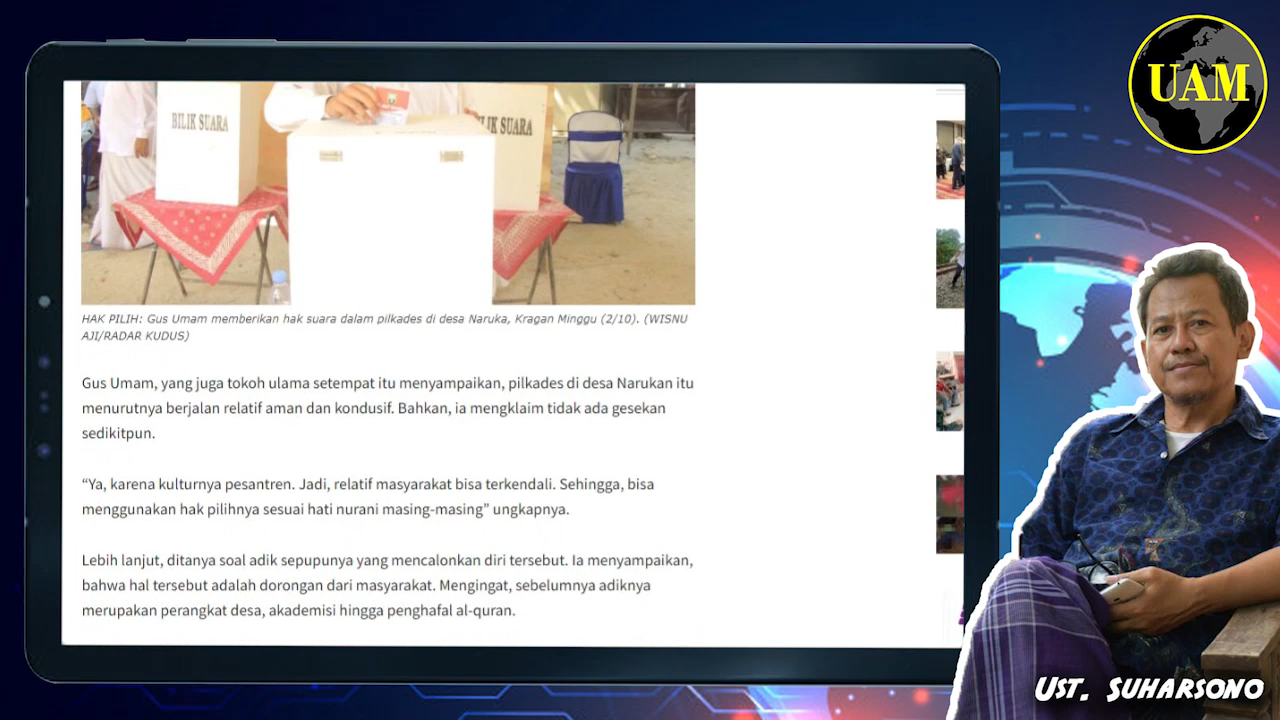 UAM
BILIK SUARA
BILIK SUARA
HAK PILIH: Gus Umam memberikan hak suara dalam pilkades di desa Naruka, Kragan Minggu (2/10). (WISNU
AJI/RADAR KUDUS)
Gus Umam, yang juga tokoh ulama setempat itu menyampaikan, pilkades di desa Narukan itu
menurutnya berjalan relatif aman dan kondusif. Bahkan, ia mengklaim tidak ada gesekan
sedikitpun.
“Ya, karena kulturnya pesantren. Jadi, relatif masyarakat bisa terkendali. Sehingga, bisa
menggunakan hak pilihnya sesuai hati nurani masing-masing” ungkapnya.
Lebih lanjut, ditanya soal adik sepupunya yang mencalonkan diri tersebut. Ia menyampaikan,
bahwa hal tersebut adalah dorongan dari masyarakat. Mengingat, sebelumnya adiknya
merupakan perangkat desa, akademisi hingga penghafal al-quran.
UST. SUHARSONO